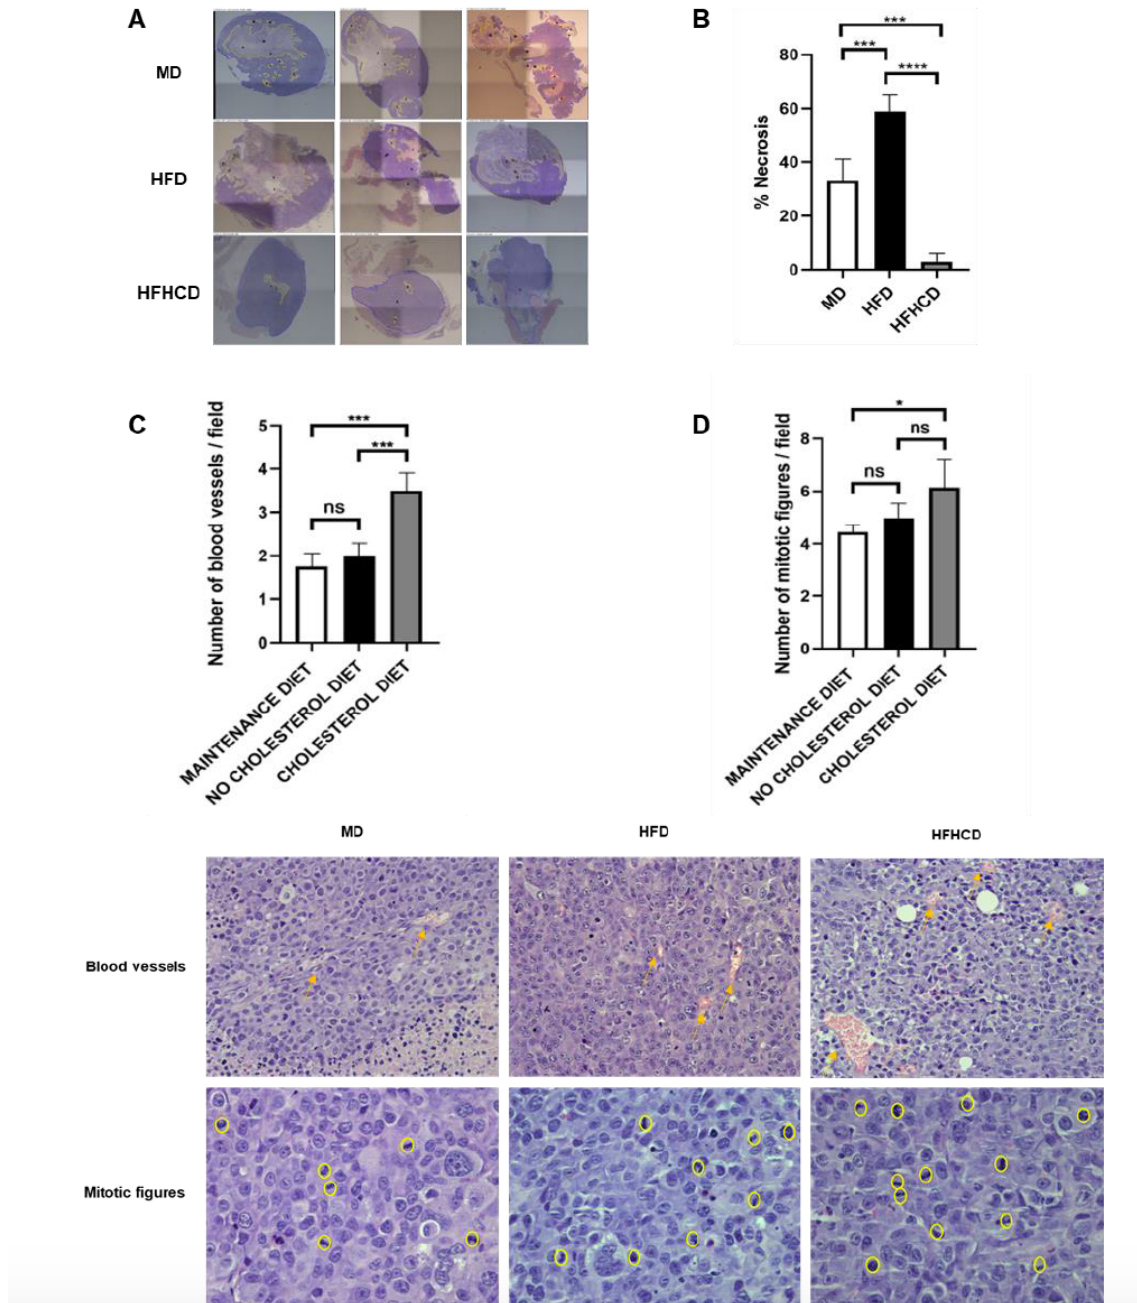 A
MD
HFD
HFHCD
B
***
***
****
% Necrosis
80
60
40
20
0
MD
HFD
HFHCD
C
***
***
ns
Number of blood vessels / field
5
4
3
2
1
0
MAINTENANCE DIET
NO CHOLESTEROL DIET
CHOLESTEROL DIET
D
*
ns
ns
Number of mitotic figures / field
8
6
4
2
0
MAINTENANCE DIET
NO CHOLESTEROL DIET
CHOLESTEROL DIET
MD
HFD
HFHCD
Blood vessels
Mitotic figures